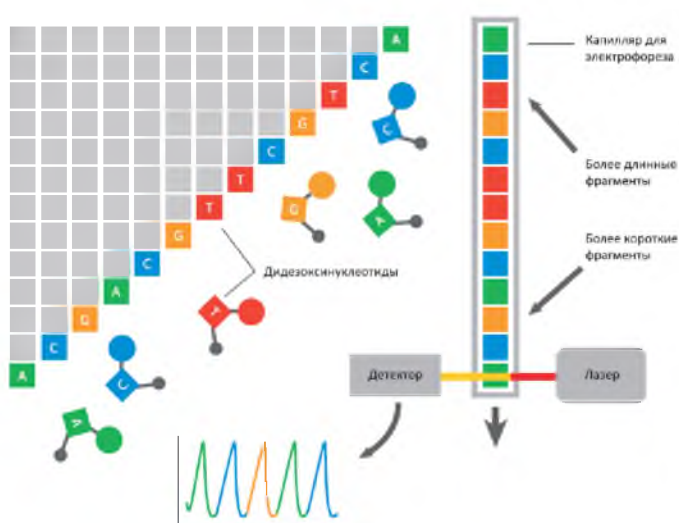 A
C
T
G
C
T
T
G
C
A
G
C
A
C
G
A
T
C
A
Капилляр для
электрофореза
Более длинные
фрагменты
Более короткие
фрагменты
Дидезоксинуклеотиды
Детектор
Лазер